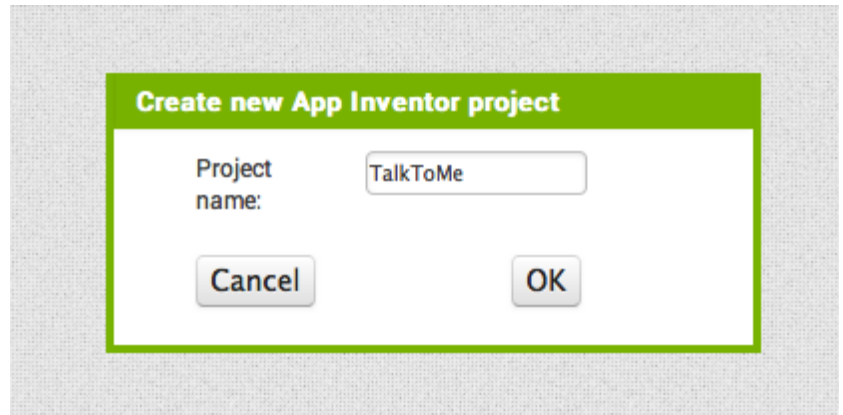 Create new App Inventor project
Project
name:
TalkToMe
Cancel
OK